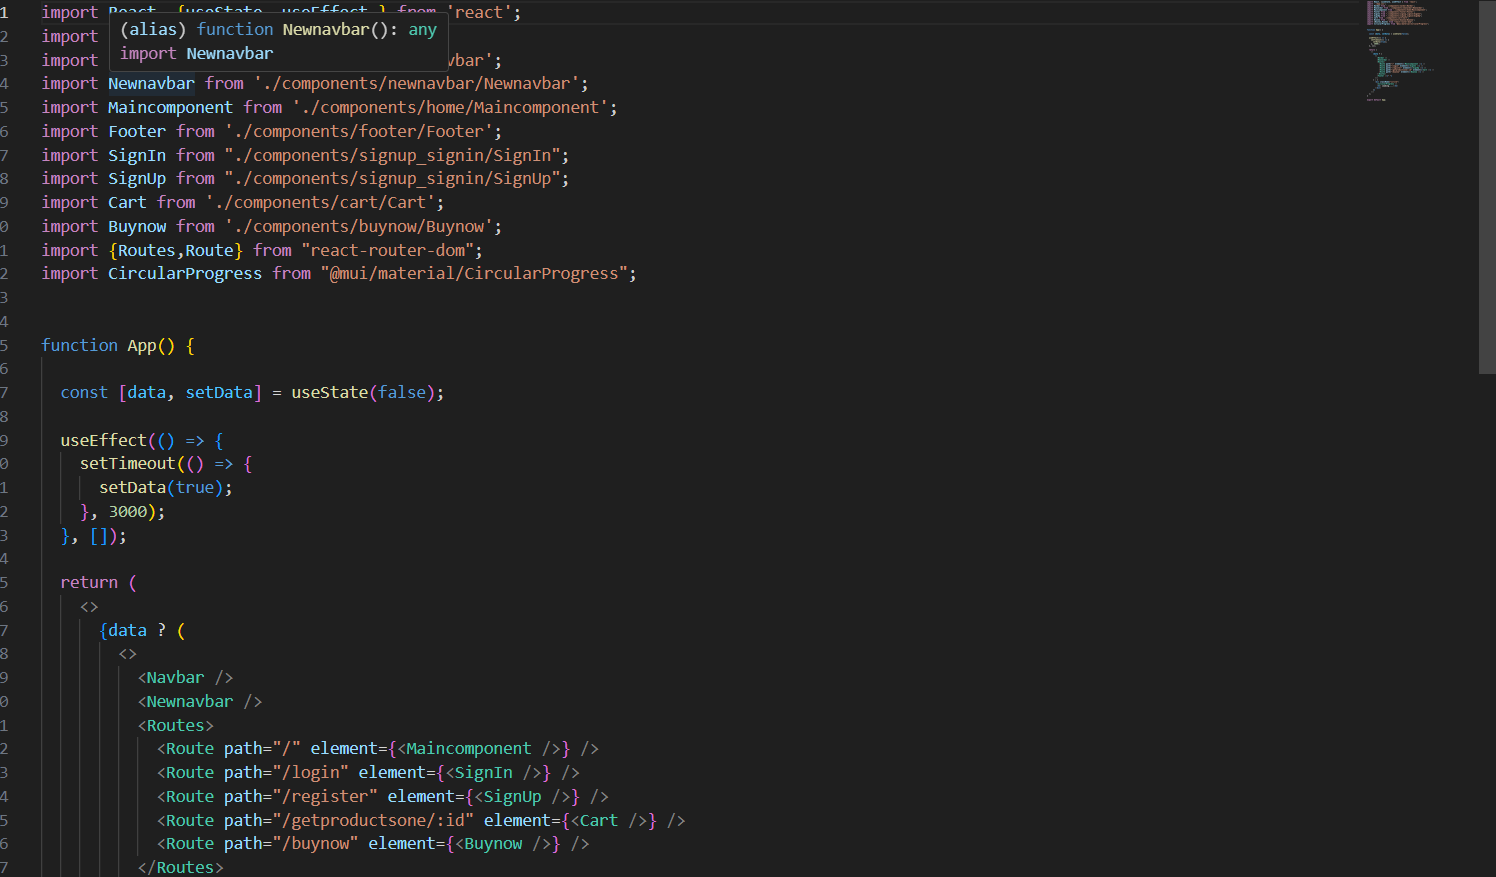 1 import React, {useState, useEffect } from 'react';
2 import
(alias) function Newnavbar(): any
import Newnavbar
3 import vbar';
4 import Newnavbar from './components/newnavbar/Newnavbar';
5 import Maincomponent from './components/home/Maincomponent';
6 import Footer from './components/footer/Footer';
7 import SignIn from "./components/signup_signin/SignIn";
8 import SignUp from "./components/signup_signin/SignUp";
9 import Cart from './components/cart/Cart';
0 import Buynow from './components/buynow/Buynow';
1 import {Routes,Route} from "react-router-dom";
2 import CircularProgress from "@mui/material/CircularProgress";
3
4
5 function App() {
6
7 const [data, setData] = useState(false);
8
9 useEffect(() => {
0 setTimeout(() => {
1 setData(true);
2 }, 3000);
3 }, []);
4
5 return (
6 <>
7 {data ? (
8 <>
9 <Navbar />
0 <Newnavbar />
1 <Routes>
2 <Route path="/" element={<Maincomponent />} />
3 <Route path="/login" element={<SignIn />} />
4 <Route path="/register" element={<SignUp />} />
5 <Route path="/getproductsone/:id" element={<Cart />} />
6 <Route path="/buynow" element={<Buynow />} />
7 </Routes>